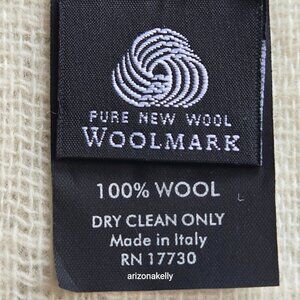 PURE NEW WOOL
WOOLMARK
100% WOOL
DRY CLEAN ONLY
Made in Italy
RN 17730
arizonakelly